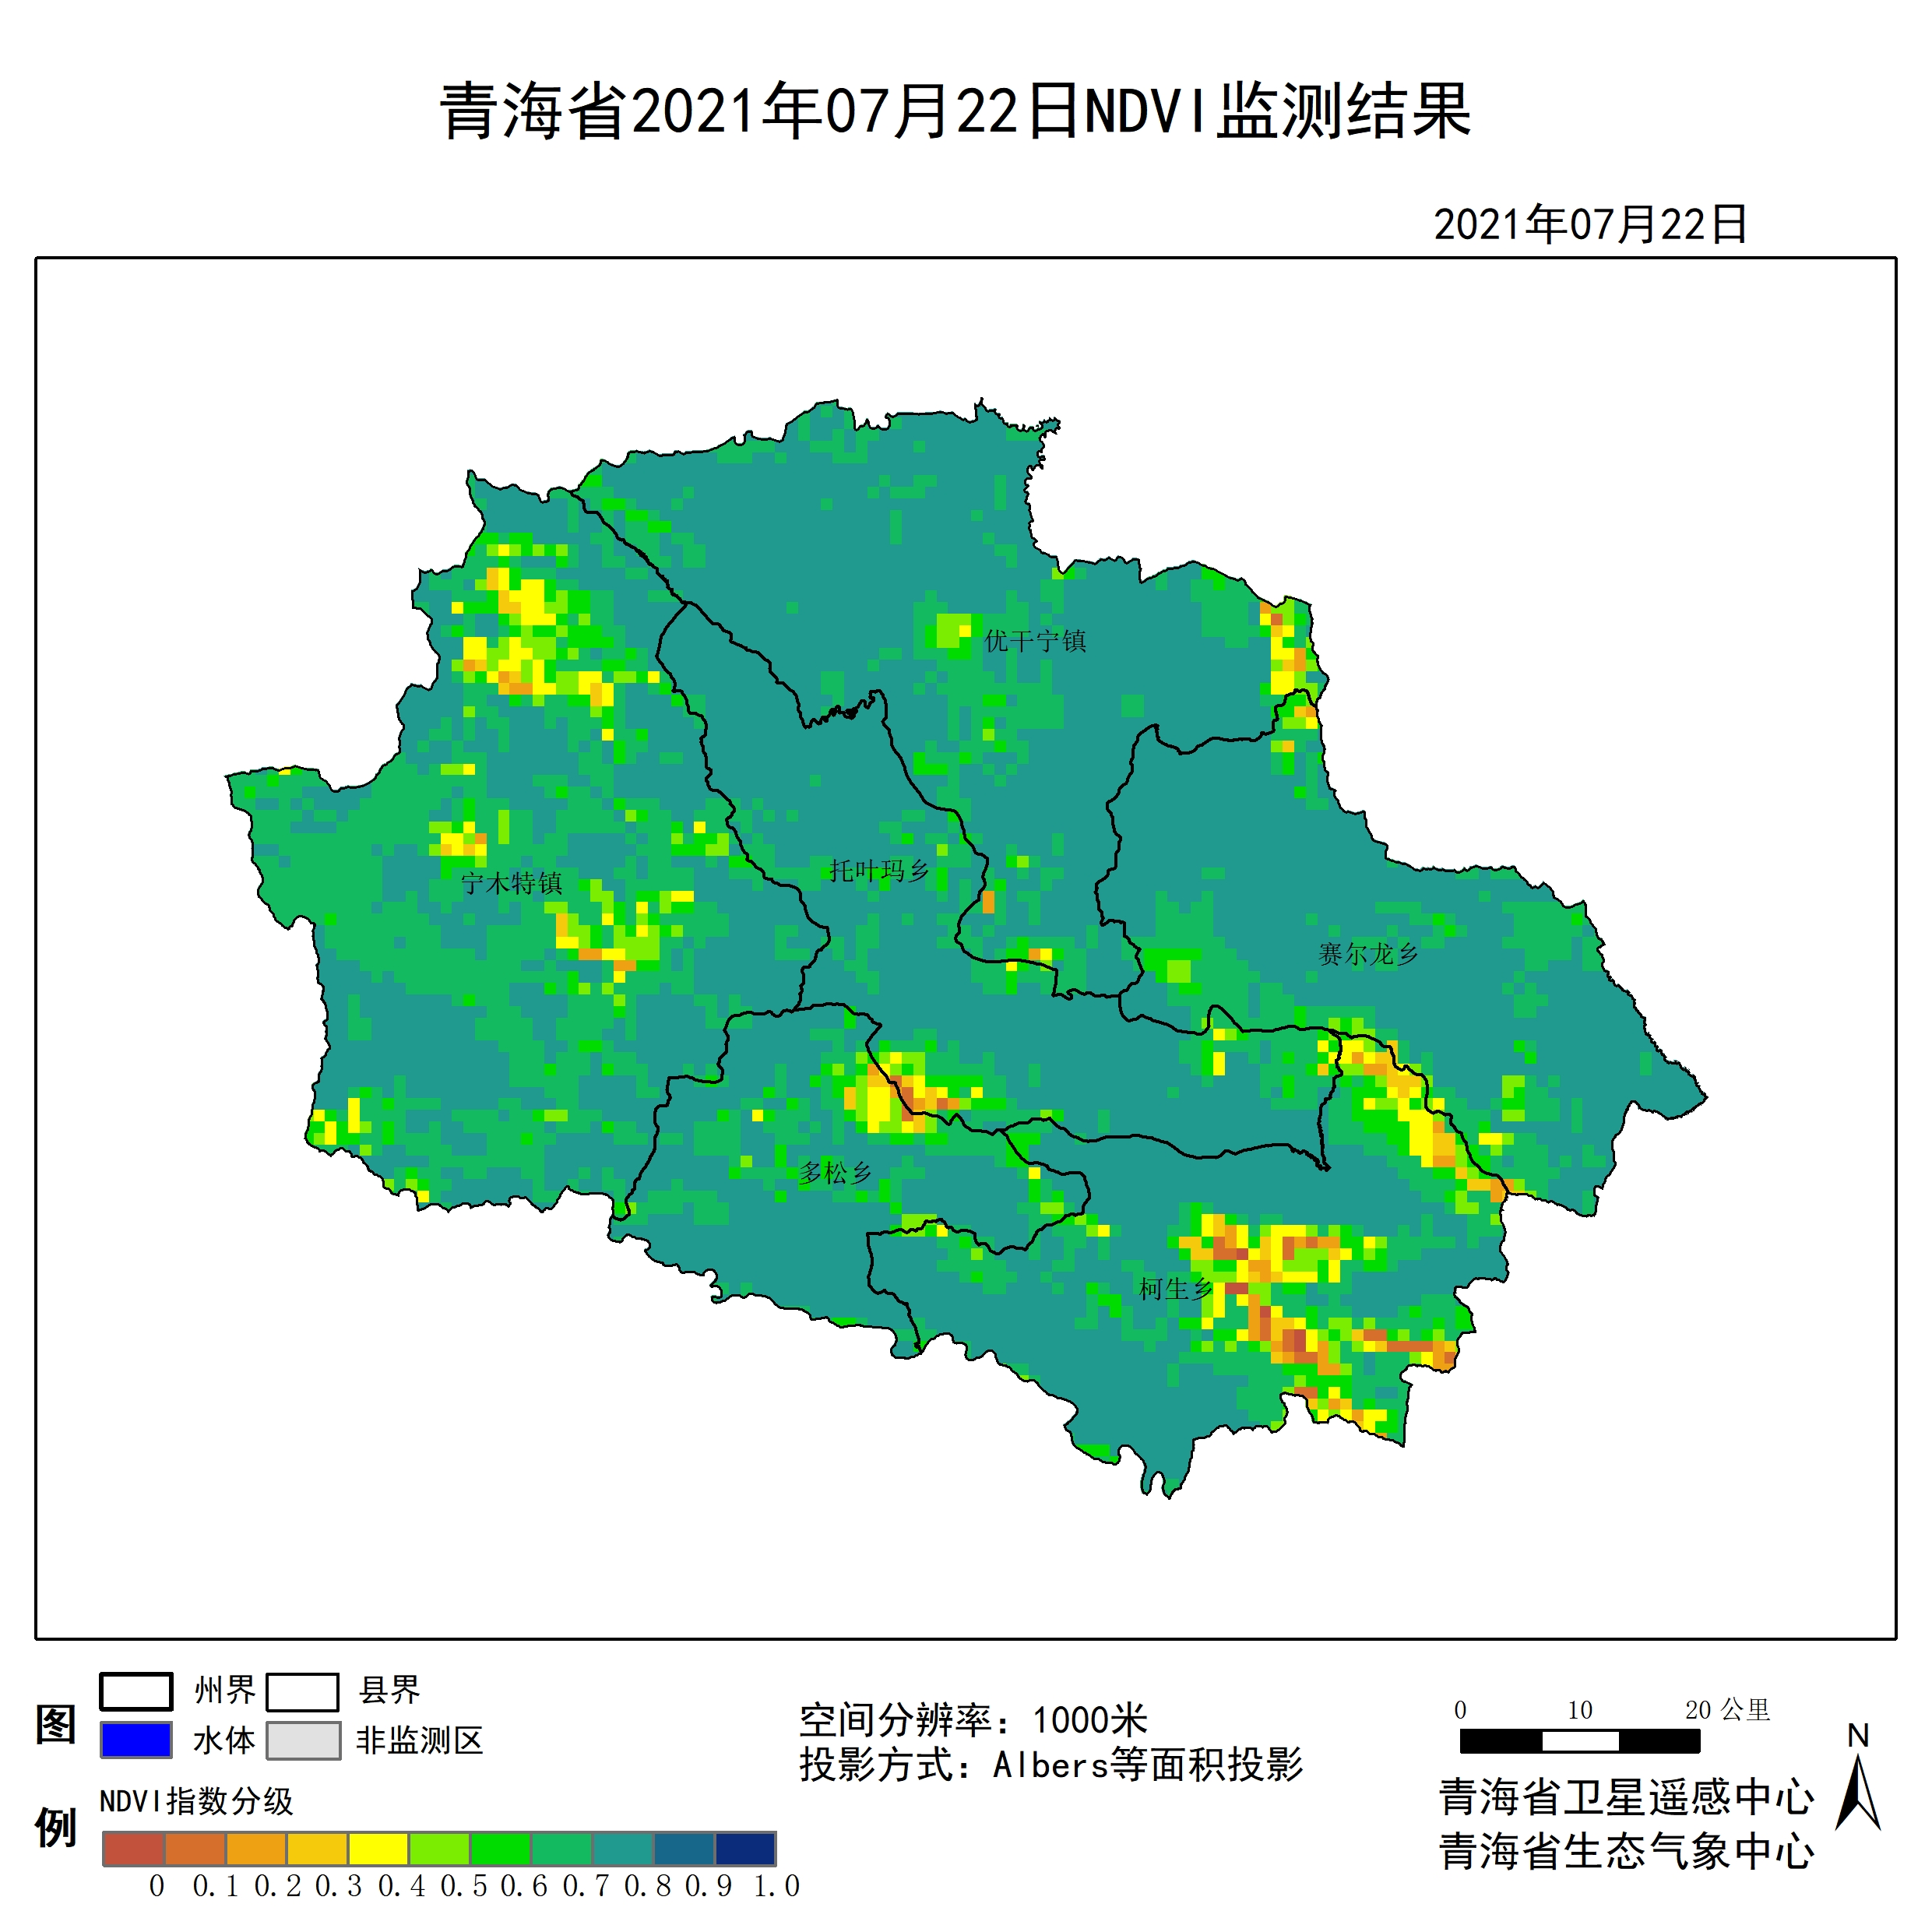 青海省2021年07月22日NDVI监测结果
2021年07月22日
优干宁镇
托叶玛乡
宁木特镇
赛尔龙乡
多松乡
柯生乡
图例
州界 县界
水体 非监测区
NDVI指数分级
0 0.1 0.2 0.3 0.4 0.5 0.6 0.7 0.8 0.9 1.0
空间分辨率：1000米
投影方式：Albers等面积投影
0 10 20 公里
N
青海省卫星遥感中心
青海省生态气象中心